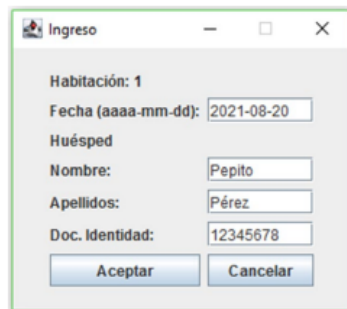 Ingreso
Habitación: 1
Fecha (aaaa-mm-dd): 2021-08-20
Huésped
Nombre: Pepito
Apellidos: Pérez
Doc. Identidad: 12345678
Aceptar Cancelar